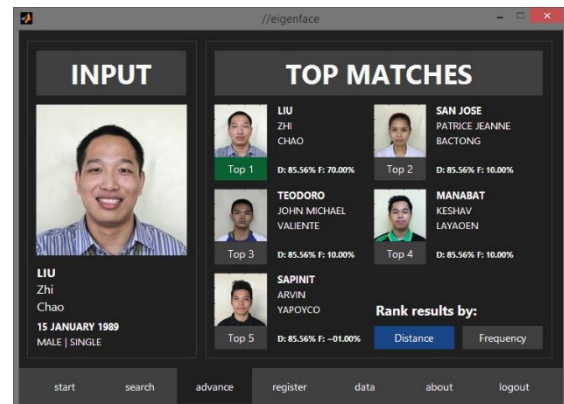 //eigenface
INPUT
LIU
Zhi
Chao
15 JANUARY 1989
MALE | SINGLE
TOP MATCHES
LIU
ZHI
CHAO
Top 1
D: 85.56% F: 70.00%
SAN JOSE
PATRICE JEANNE
BACTONG
Top 2
D: 85.56% F: 10.00%
TEODORO
JOHN MICHAEL
VALIENTE
Top 3
D: 85.56% F: 10.00%
MANABAT
KESHAV
LAYAOEN
Top 4
D: 85.56% F: 10.00%
SAPINIT
ARVIN
YAPOYCO
Top 5
D: 85.56% F: ~01.00%
Rank results by:
Distance
Frequency
start
search
advance
register
data
about
logout